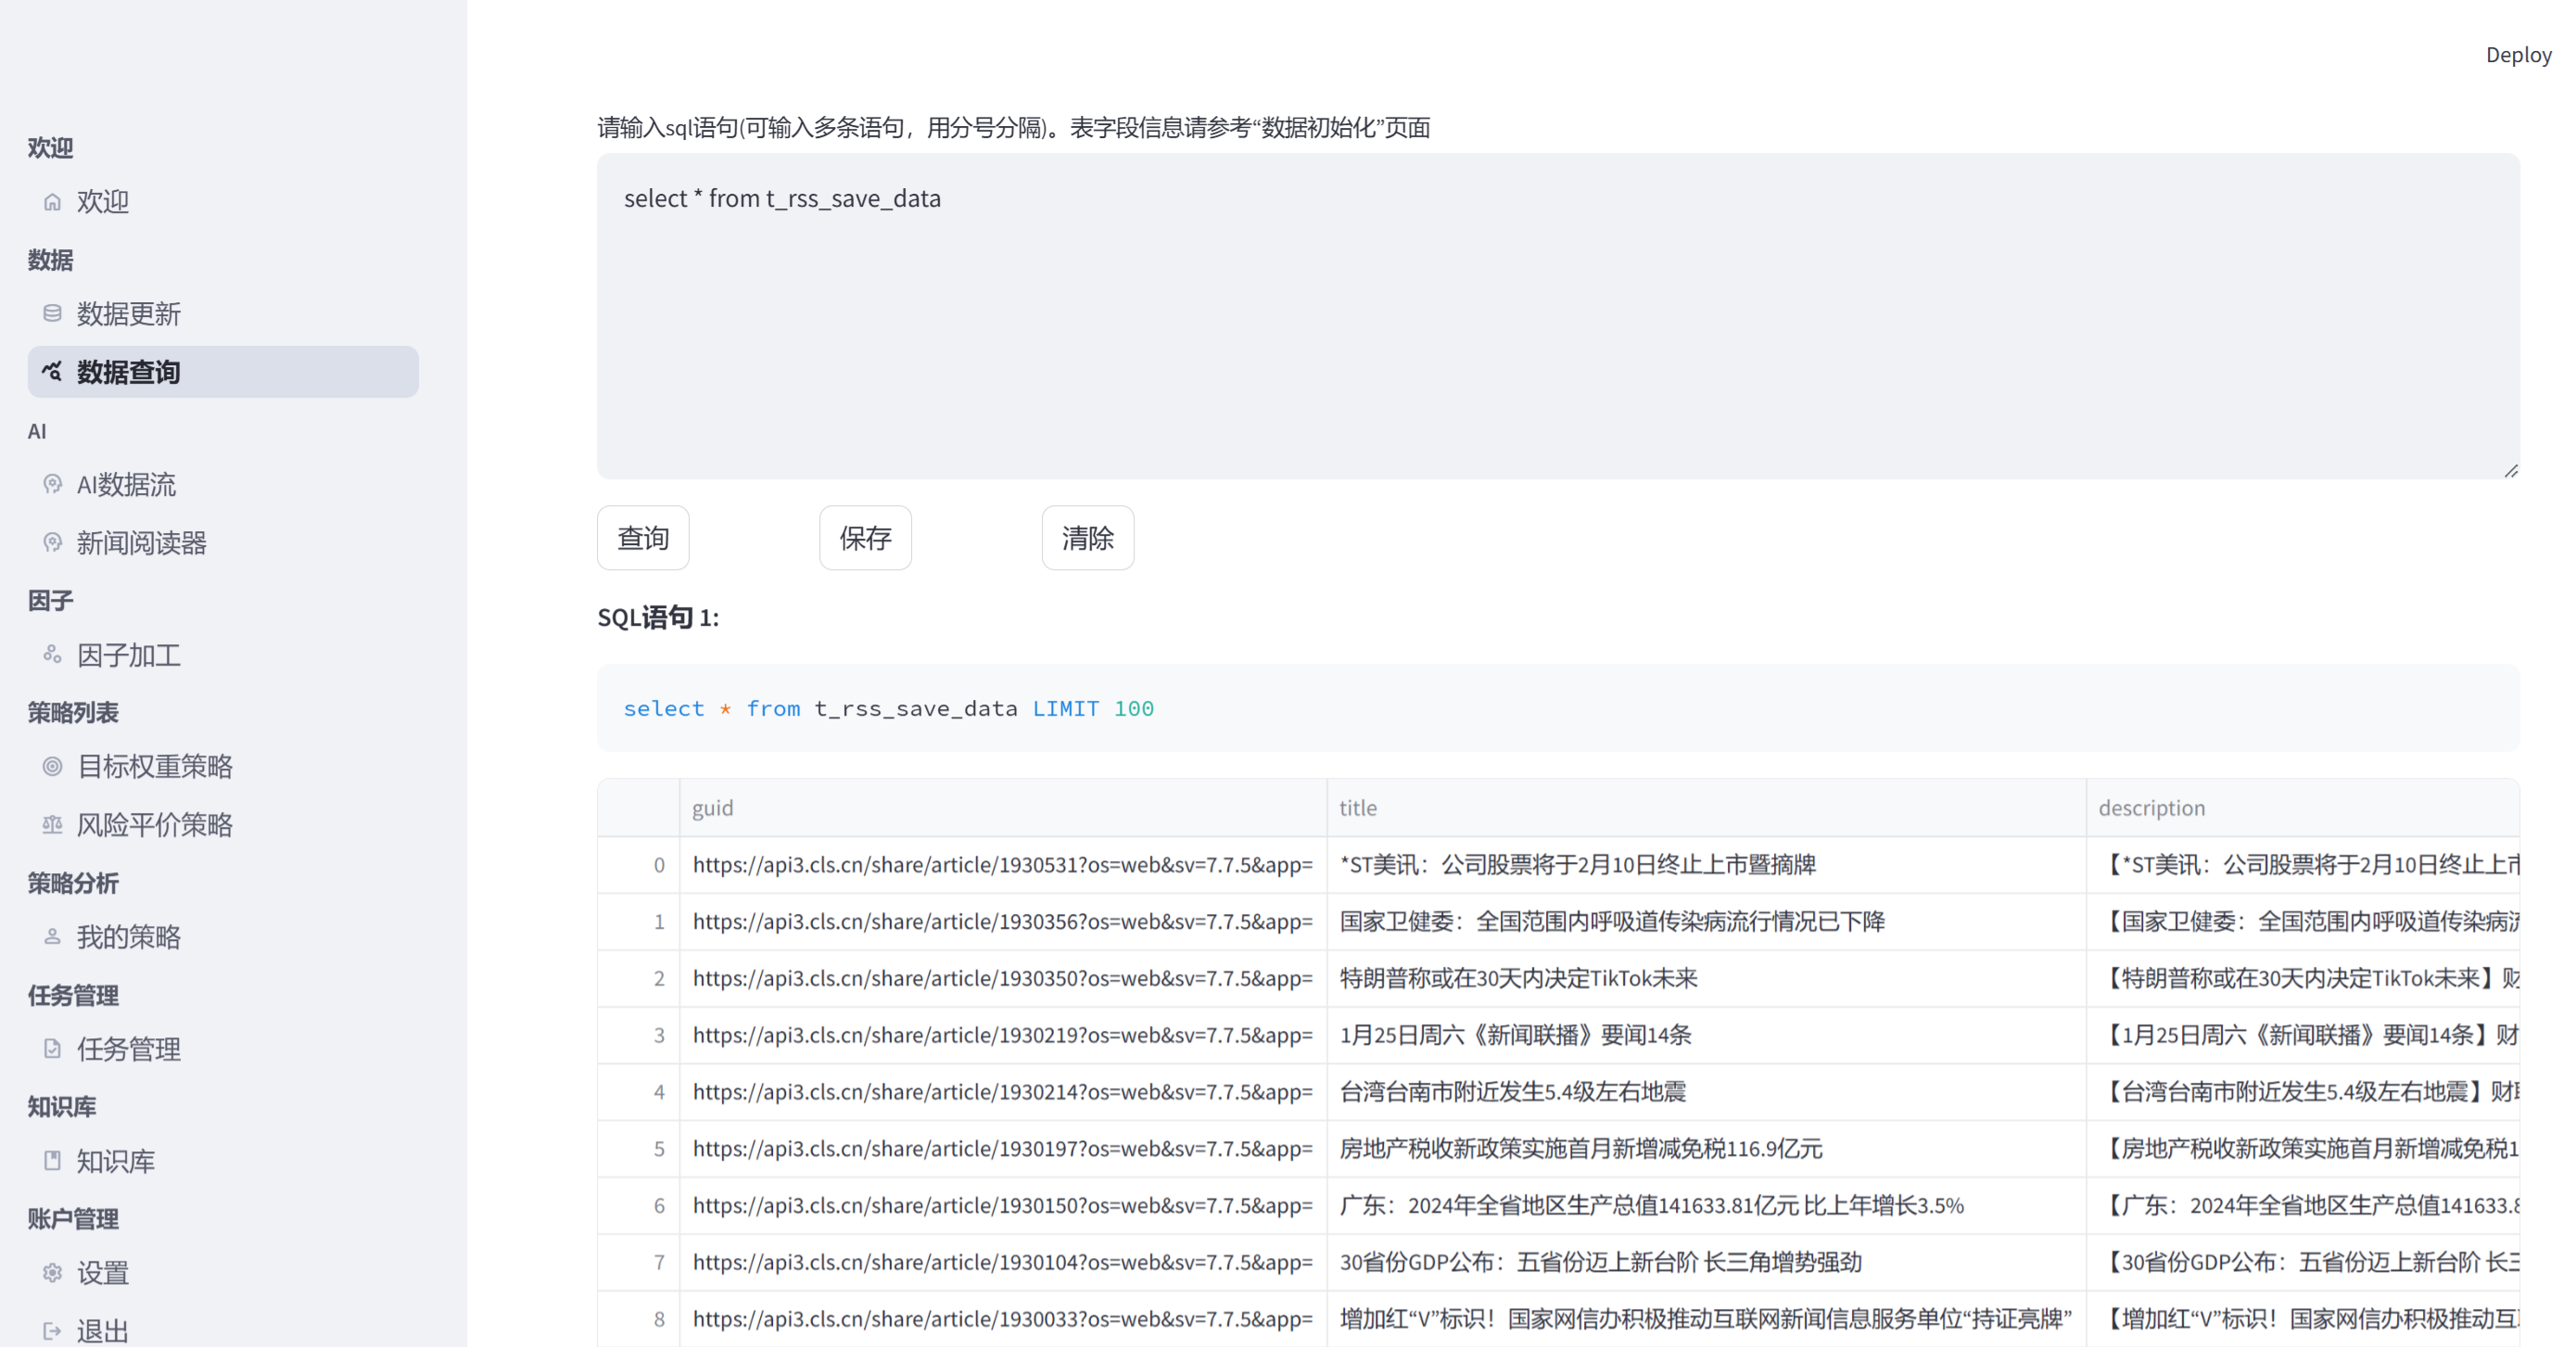 Deploy
欢迎
欢迎
数据
数据更新
数据查询
AI
AI数据流
新闻阅读器
因子
因子加工
策略列表
目标权重策略
风险平价策略
策略分析
我的策略
任务管理
任务管理
知识库
知识库
账户管理
设置
退出
请输入sql语句(可输入多条语句，用分号分隔)。表字段信息请参考“数据初始化”页面
select * from t_rss_save_data
查询 保存 清除
SQL语句 1:
select * from t_rss_save_data LIMIT 100
guid title description
0 https://api3.cls.cn/share/article/1930531?os=web&sv=7.7.5&app= *ST美讯：公司股票将于2月10日终止上市暨摘牌 【*ST美讯：公司股票将于2月10日终止上市
1 https://api3.cls.cn/share/article/1930356?os=web&sv=7.7.5&app= 国家卫健委：全国范围内呼吸道传染病流行情况已下降 【国家卫健委：全国范围内呼吸道传染病流
2 https://api3.cls.cn/share/article/1930350?os=web&sv=7.7.5&app= 特朗普称或在30天内决定TikTok未来 【特朗普称或在30天内决定TikTok未来】财
3 https://api3.cls.cn/share/article/1930219?os=web&sv=7.7.5&app= 1月25日周六《新闻联播》要闻14条 【1月25日周六《新闻联播》要闻14条】财
4 https://api3.cls.cn/share/article/1930214?os=web&sv=7.7.5&app= 台湾台南市附近发生5.4级左右地震 【台湾台南市附近发生5.4级左右地震】财
5 https://api3.cls.cn/share/article/1930197?os=web&sv=7.7.5&app= 房地产税收新政策实施首月新增减免税116.9亿元 【房地产税收新政策实施首月新增减免税1
6 https://api3.cls.cn/share/article/1930150?os=web&sv=7.7.5&app= 广东：2024年全省地区生产总值141633.81亿元 比上年增长3.5% 【广东：2024年全省地区生产总值141633.8
7 https://api3.cls.cn/share/article/1930104?os=web&sv=7.7.5&app= 30省份GDP公布：五省份迈上新台阶 长三角增势强劲 【30省份GDP公布：五省份迈上新台阶 长三
8 https://api3.cls.cn/share/article/1930033?os=web&sv=7.7.5&app= 增加红“V”标识！国家网信办积极推动互联网新闻信息服务单位“持证亮牌” 【增加红“V”标识！国家网信办积极推动互